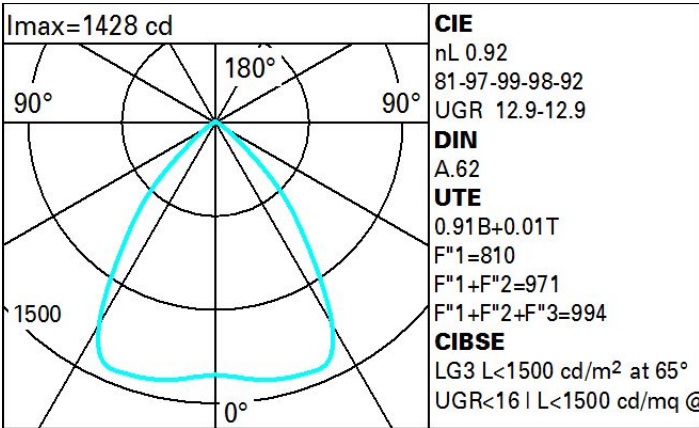 Imax=1428 cd
180°
90°
90°
1500
0°
CIE
nL 0.92
81-97-99-98-92
UGR 12.9-12.9
DIN
A.62
UTE
0.91B+0.01T
F"1=810
F"1+F"2=971
F"1+F"2+F"3=994
CIBSE
LG3 L<1500 cd/m² at 65°
UGR<16 | L<1500 cd/mq @